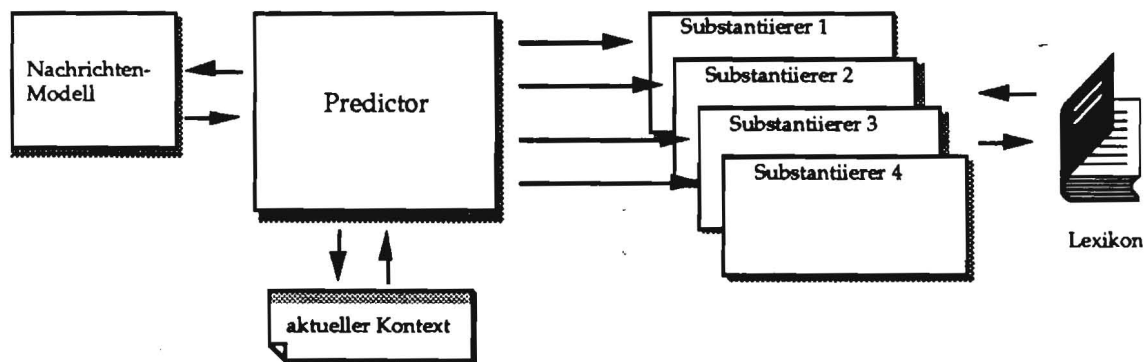 Nachrichten-
Modell
Predictor
Substantiierer 1
Substantiierer 2
Substantiierer 3
Substantiierer 4
Lexikon
aktueller Kontext